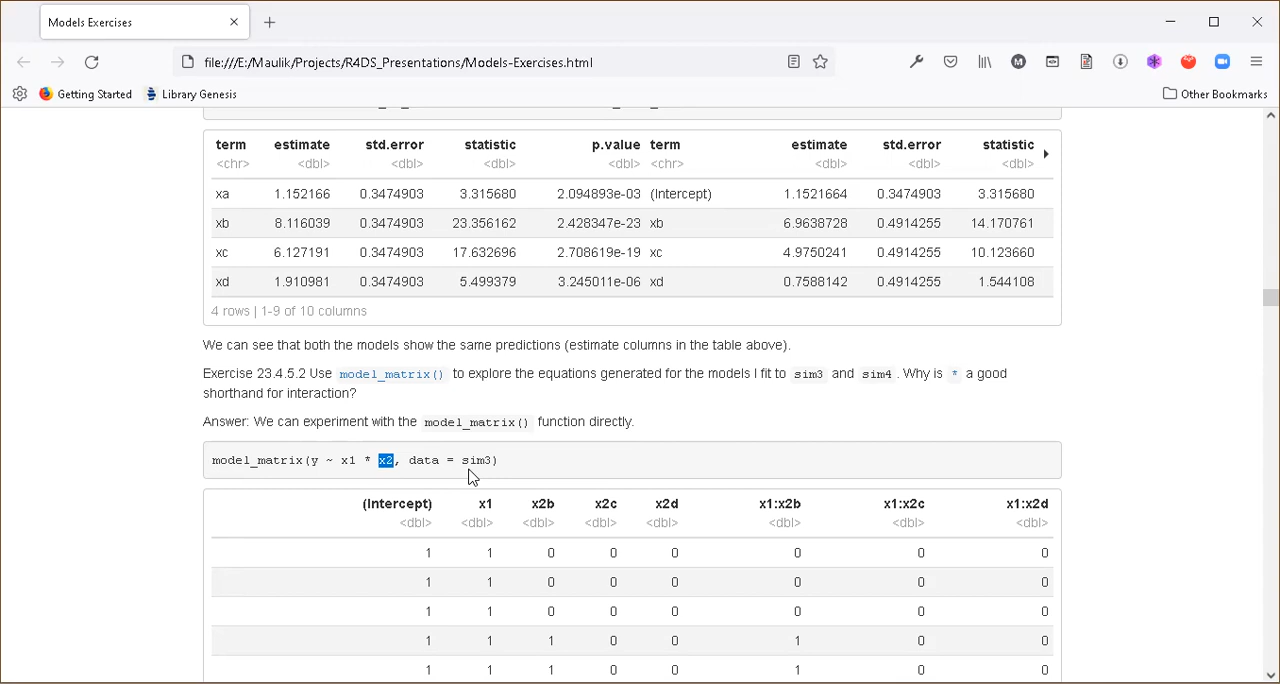 Models Exercises
file:///E:/Maulik/Projects/R4DS_Presentations/Models-Exercises.html
Getting Started Library Genesis Other Bookmarks
term estimate std.error statistic p.value term estimate std.error statistic
<chr> <dbl> <dbl> <dbl> <dbl> <chr> <dbl> <dbl> <dbl>
xa 1.152166 0.3474903 3.315680 2.094893e-03 (Intercept) 1.1521664 0.3474903 3.315680
xb 8.116039 0.3474903 23.356162 2.428347e-23 xb 6.9638728 0.4914255 14.170761
xc 6.127191 0.3474903 17.632696 2.708619e-19 xc 4.9750241 0.4914255 10.123660
xd 1.910981 0.3474903 5.499379 3.245011e-06 xd 0.7588142 0.4914255 1.544108
4 rows | 1-9 of 10 columns
We can see that both the models show the same predictions (estimate columns in the table above).
Exercise 23.4.5.2 Use model_matrix() to explore the equations generated for the models I fit to sim3 and sim4 . Why is * a good
shorthand for interaction?
Answer: We can experiment with the model_matrix() function directly.
model_matrix(y ~ x1 * x2, data = sim3)
(Intercept) x1 x2b x2c x2d x1:x2b x1:x2c x1:x2d
<dbl> <dbl> <dbl> <dbl> <dbl> <dbl> <dbl> <dbl>
1 1 0 0 0 0 0 0
1 1 0 0 0 0 0 0
1 1 0 0 0 0 0 0
1 1 1 0 0 1 0 0
1 1 1 0 0 1 0 0